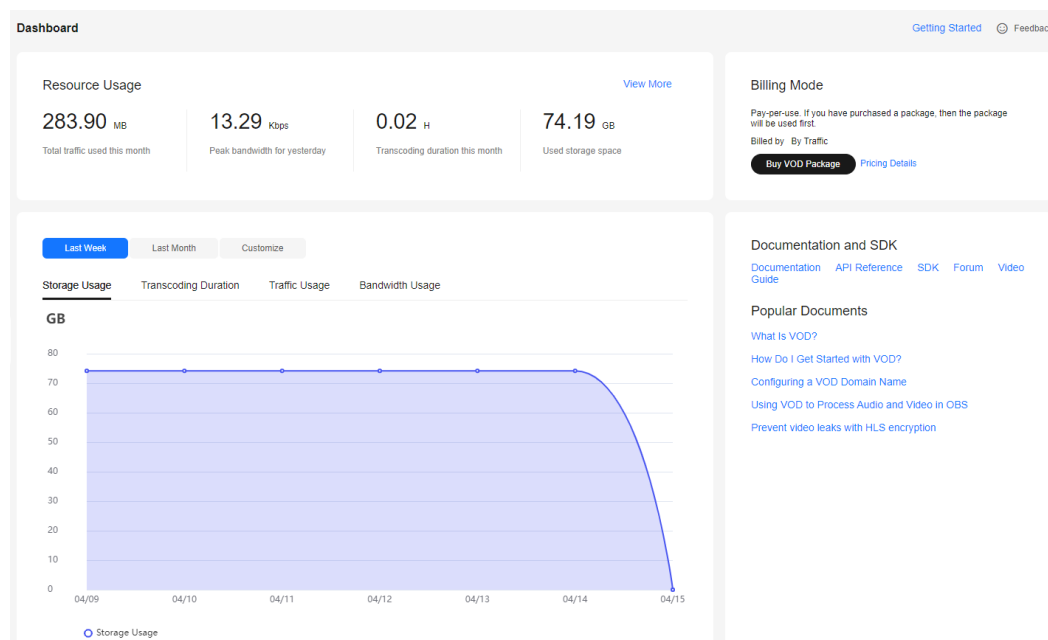 Dashboard
Getting Started
Resource Usage
View More
283.90 MB
Total traffic used this month
13.29 Kbps
Peak bandwidth for yesterday
0.02 H
Transcoding duration this month
74.19 GB
Used storage space
Billing Mode
Pay-per-use. If you have purchased a package, then the package
will be used first.
Billed by By Traffic
Buy VOD Package
Pricing Details
Last Week
Last Month
Customize
Storage Usage
Transcoding Duration
Traffic Usage
Bandwidth Usage
GB
80
70
60
50
40
30
20
10
0
04/09
04/10
04/11
04/12
04/13
04/14
04/15
Storage Usage
Documentation and SDK
Documentation API Reference SDK Forum Video
Guide
Popular Documents
What Is VOD?
How Do I Get Started with VOD?
Configuring a VOD Domain Name
Using VOD to Process Audio and Video in OBS
Prevent video leaks with HLS encryption